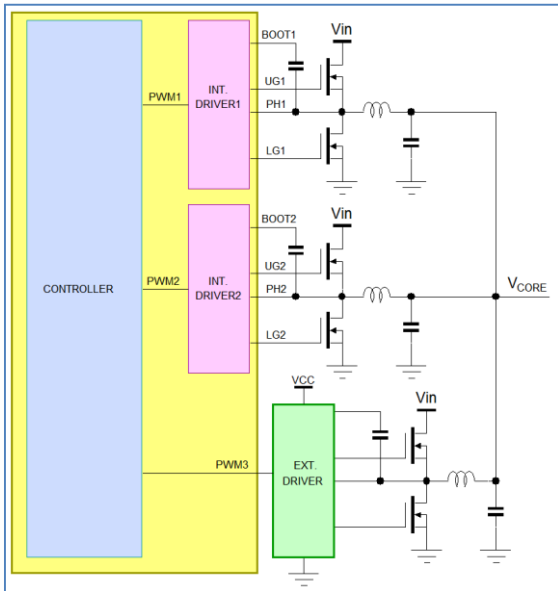 Vin
BOOT1
UG1
INT.
DRIVER1
PWM1
PH1
LG1
Vin
BOOT2
UG2
INT.
DRIVER2
CONTROLLER
PWM2
PH2
V_CORE
LG2
VCC
Vin
EXT.
DRIVER
PWM3